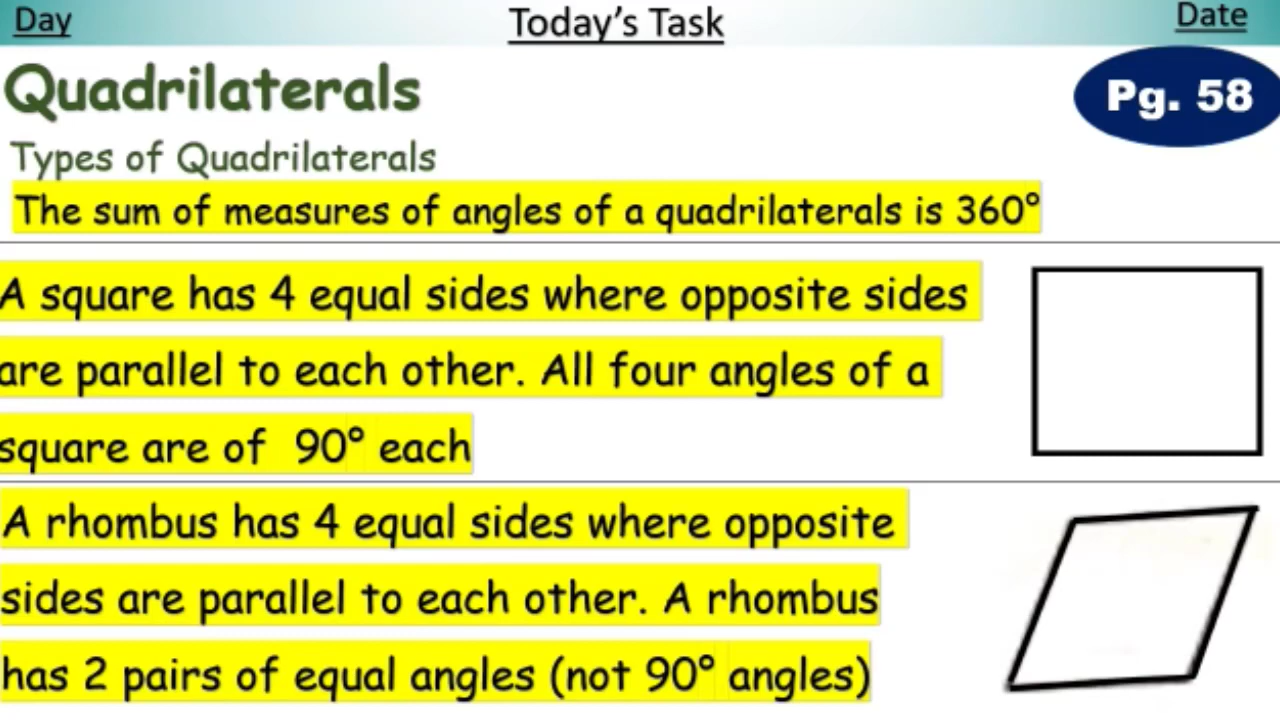 Day Today's Task Date
Quadrilaterals
Pg. 58
Types of Quadrilaterals
The sum of measures of angles of a quadrilaterals is 360°
A square has 4 equal sides where opposite sides
are parallel to each other. All four angles of a
square are of 90° each
A rhombus has 4 equal sides where opposite
sides are parallel to each other. A rhombus
has 2 pairs of equal angles (not 90° angles)